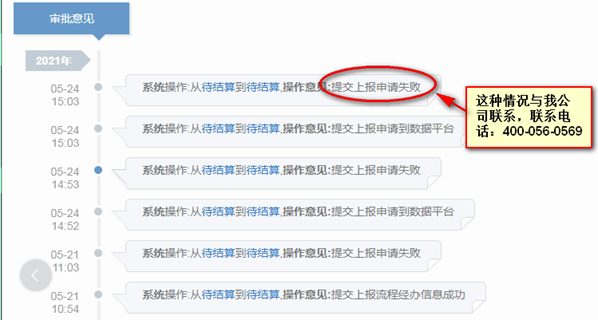 审批意见
2021年
05-24
15:03
系统操作:从待结算到待结算,操作意见:提交上报申请失败
这种情况与我公
司联系，联系电
话：400-056-0569
05-24
15:03
系统操作:从待结算到待结算,操作意见:提交上报申请到数据平台
05-24
14:53
系统操作:从待结算到待结算,操作意见:提交上报申请失败
05-24
14:52
系统操作:从待结算到待结算,操作意见:提交上报申请到数据平台
05-21
11:03
系统操作:从待结算到待结算,操作意见:提交上报申请失败
05-21
10:54
系统操作:从待结算到待结算,操作意见:提交上报流程经办信息成功